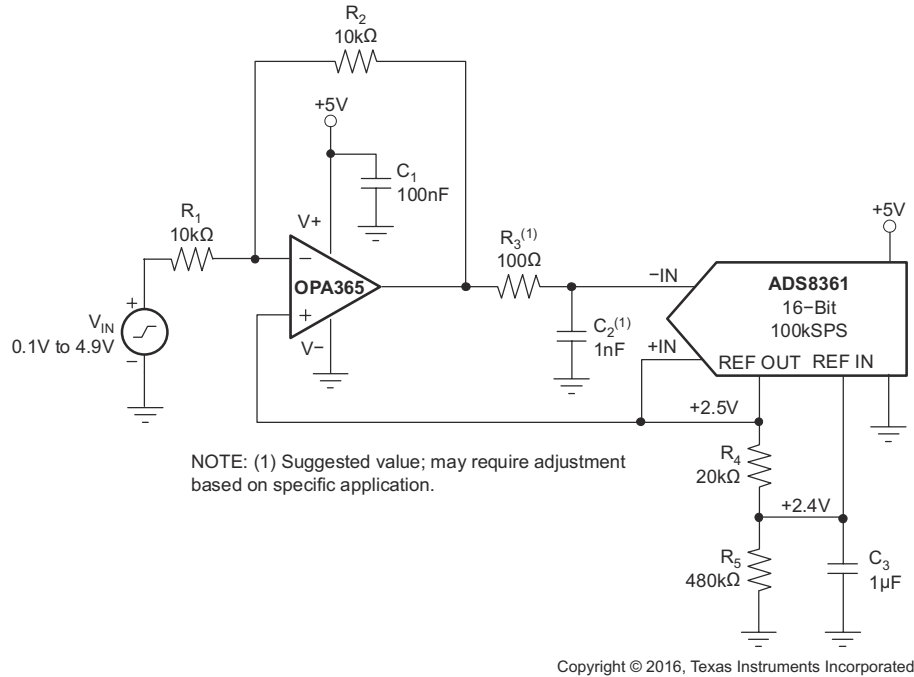 R2
10kΩ
+5V
C1
100nF
R1
10kΩ
V+
−
OPA365
+
V−
+
VIN
0.1V to 4.9V
−
R3(1)
100Ω
C2(1)
1nF
−IN
+IN
+5V
ADS8361
16−Bit
100kSPS
REF OUT REF IN
+2.5V
R4
20kΩ
+2.4V
R5
480kΩ
C3
1µF
NOTE: (1) Suggested value; may require adjustment
based on specific application.
Copyright © 2016, Texas Instruments Incorporated